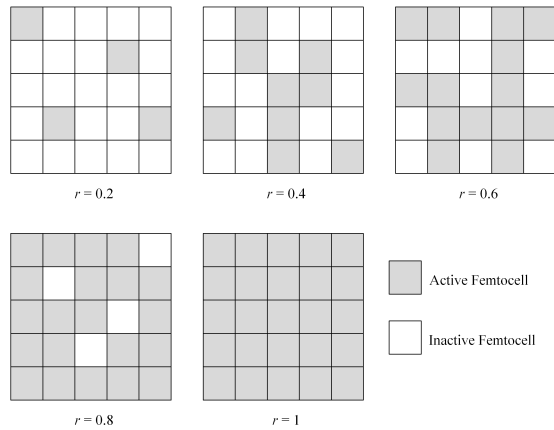 r = 0.2
r = 0.4
r = 0.6
Active Femtocell
Inactive Femtocell
r = 0.8
r = 1